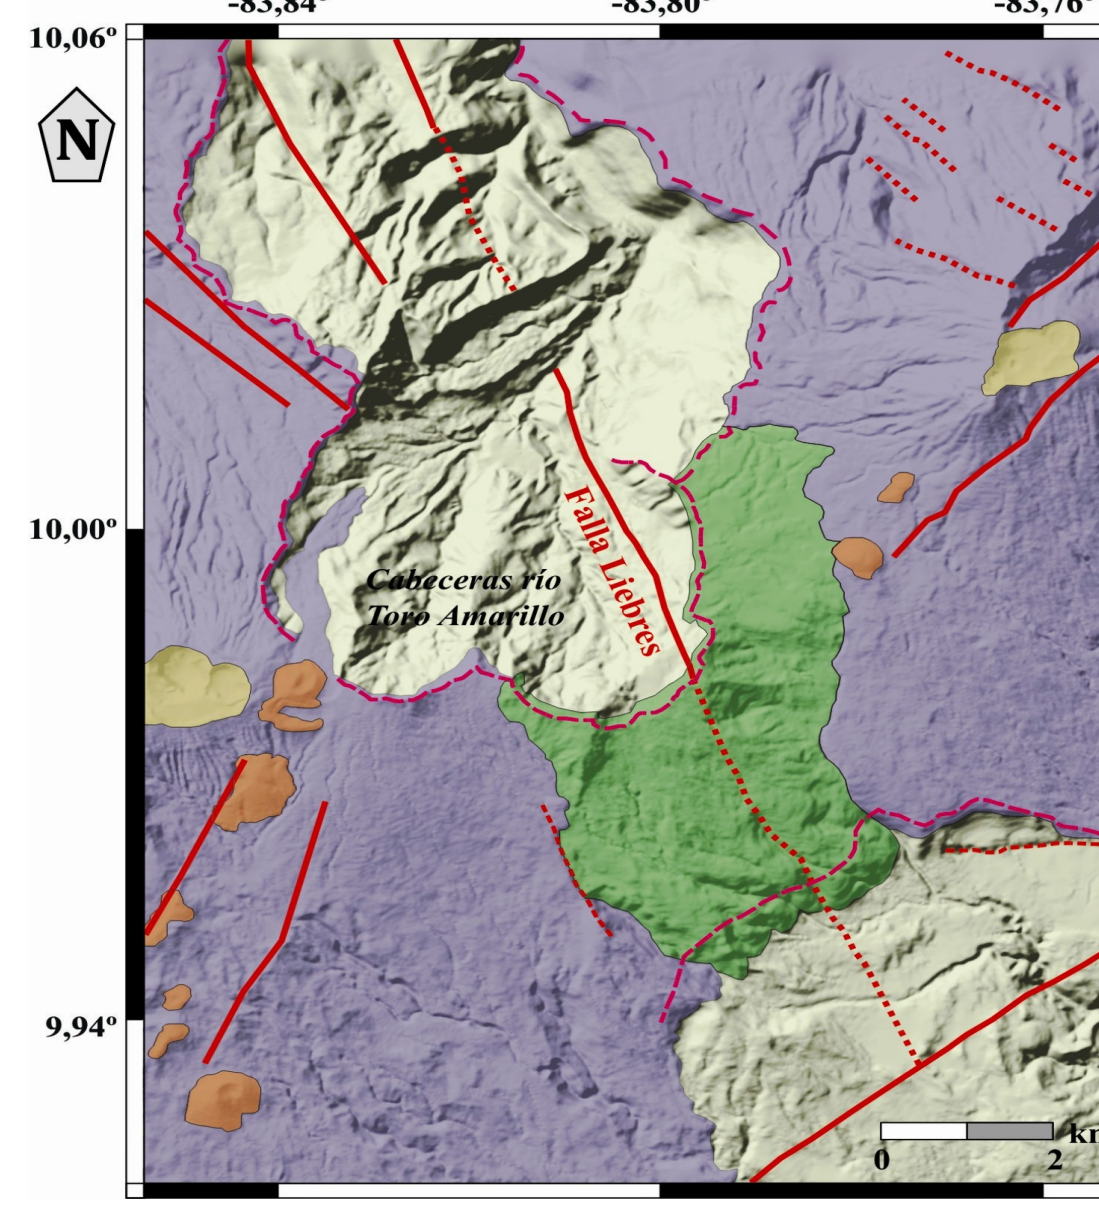 -83,84°
-83,80°
-83,76°
10,06°
N
10,00°
Falla Liebres
Cabeceras río
Toro Amarillo
9,94°
0
2